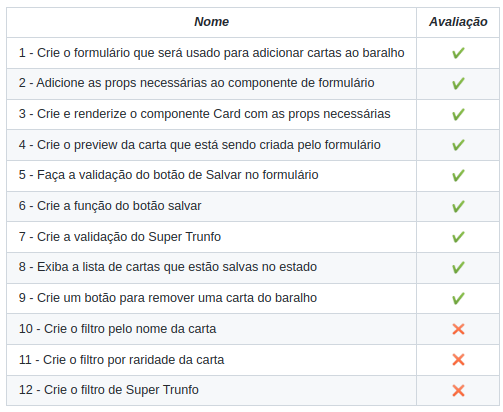 Nome Avaliação
1 - Crie o formulário que será usado para adicionar cartas ao baralho ✔
2 - Adicione as props necessárias ao componente de formulário ✔
3 - Crie e renderize o componente Card com as props necessárias ✔
4 - Crie o preview da carta que está sendo criada pelo formulário ✔
5 - Faça a validação do botão de Salvar no formulário ✔
6 - Crie a função do botão salvar ✔
7 - Crie a validação do Super Trunfo ✔
8 - Exiba a lista de cartas que estão salvas no estado ✔
9 - Crie um botão para remover uma carta do baralho ✔
10 - Crie o filtro pelo nome da carta ✖
11 - Crie o filtro por raridade da carta ✖
12 - Crie o filtro de Super Trunfo ✖